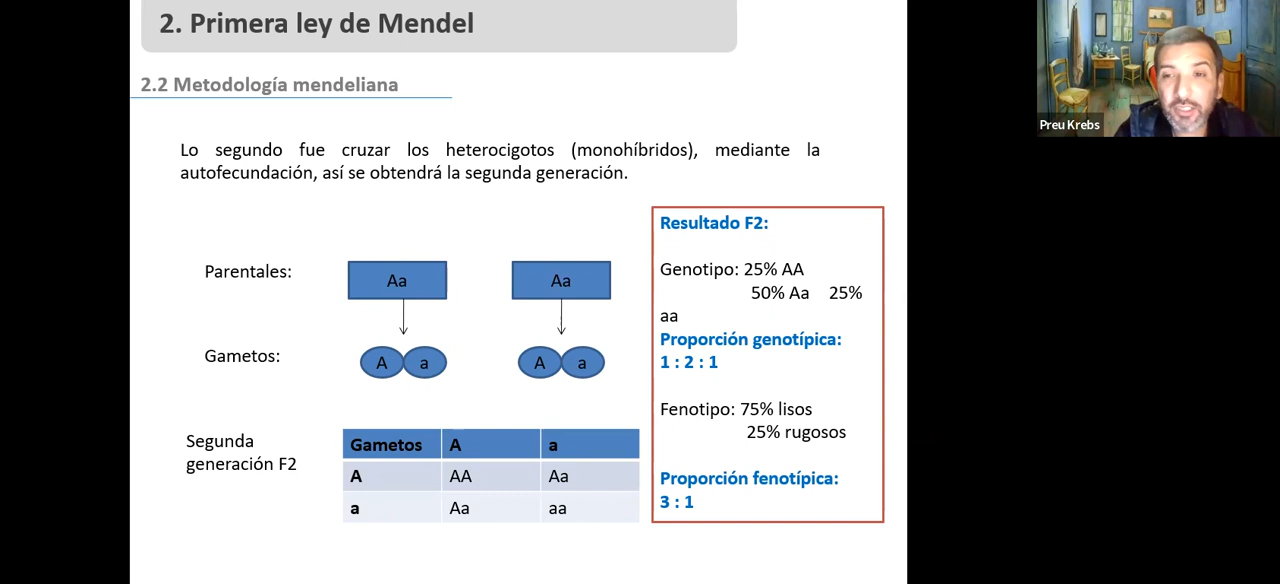 2. Primera ley de Mendel
2.2 Metodología mendeliana
Preu Krebs
Lo segundo fue cruzar los heterocigotos (monohíbridos), mediante la
autofecundación, así se obtendrá la segunda generación.
Parentales:
Aa
Aa
Gametos:
A a
A a
Segunda
generación F2
Gametos A a
A AA Aa
a Aa aa
Resultado F2:
Genotipo: 25% AA
50% Aa 25%
aa
Proporción genotípica:
1 : 2 : 1
Fenotipo: 75% lisos
25% rugosos
Proporción fenotípica:
3 : 1